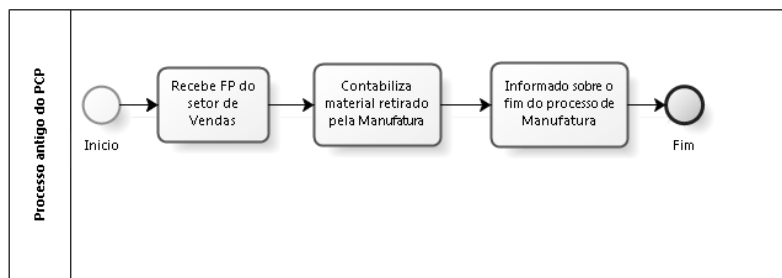 Processo antigo do PCP
Inicio
Recebe FP do
setor de
Vendas
Contabiliza
material retirado
pela Manufatura
Informado sobre o
fim do processo de
Manufatura
Fim